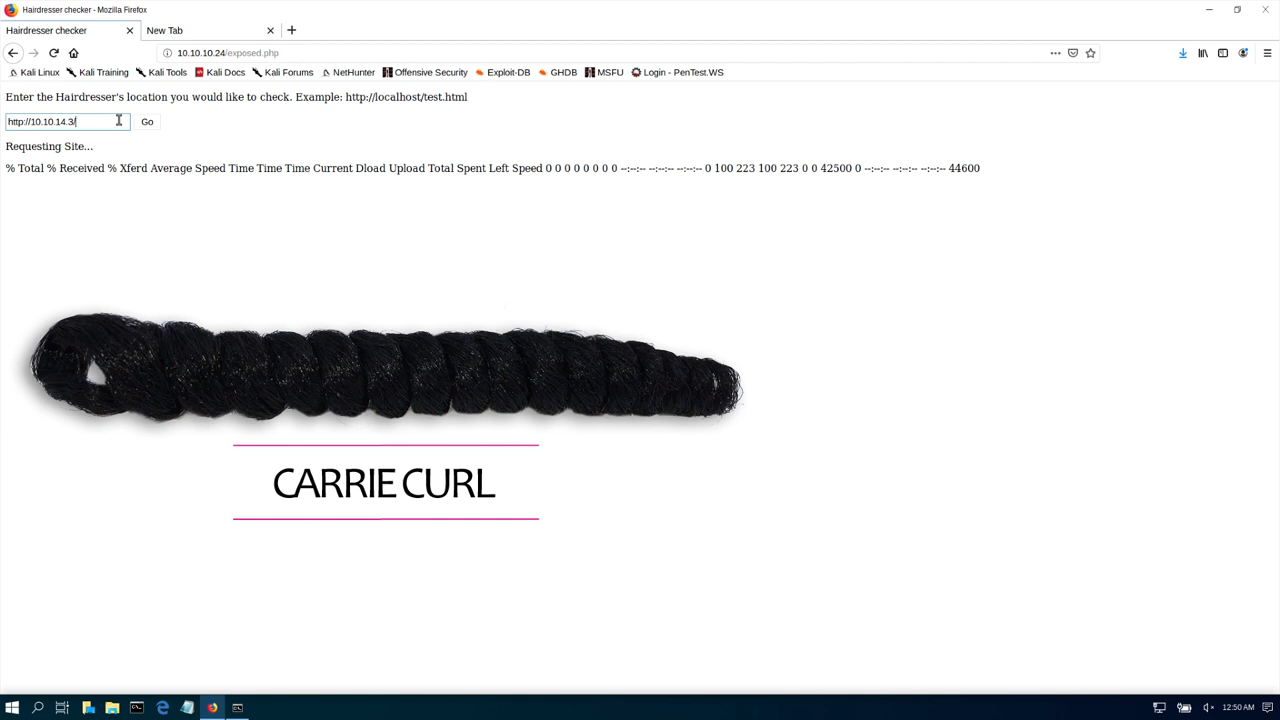 Hairdresser checker - Mozilla Firefox
Hairdresser checker
New Tab
10.10.10.24/exposed.php
Kali Linux Kali Training Kali Tools Kali Docs Kali Forums NetHunter Offensive Security Exploit-DB GHDB MSFU Login - PenTest.WS
Enter the Hairdresser's location you would like to check. Example: http://localhost/test.html
http://10.10.14.3/ Go
Requesting Site...
% Total % Received % Xferd Average Speed Time Time Time Current Dload Upload Total Spent Left Speed 0 0 0 0 0 0 0 0 --:--:-- --:--:-- --:--:-- 0 100 223 100 223 0 0 42500 0 --:--:-- --:--:-- --:--:-- 44600
CARRIE CURL
12:50 AM